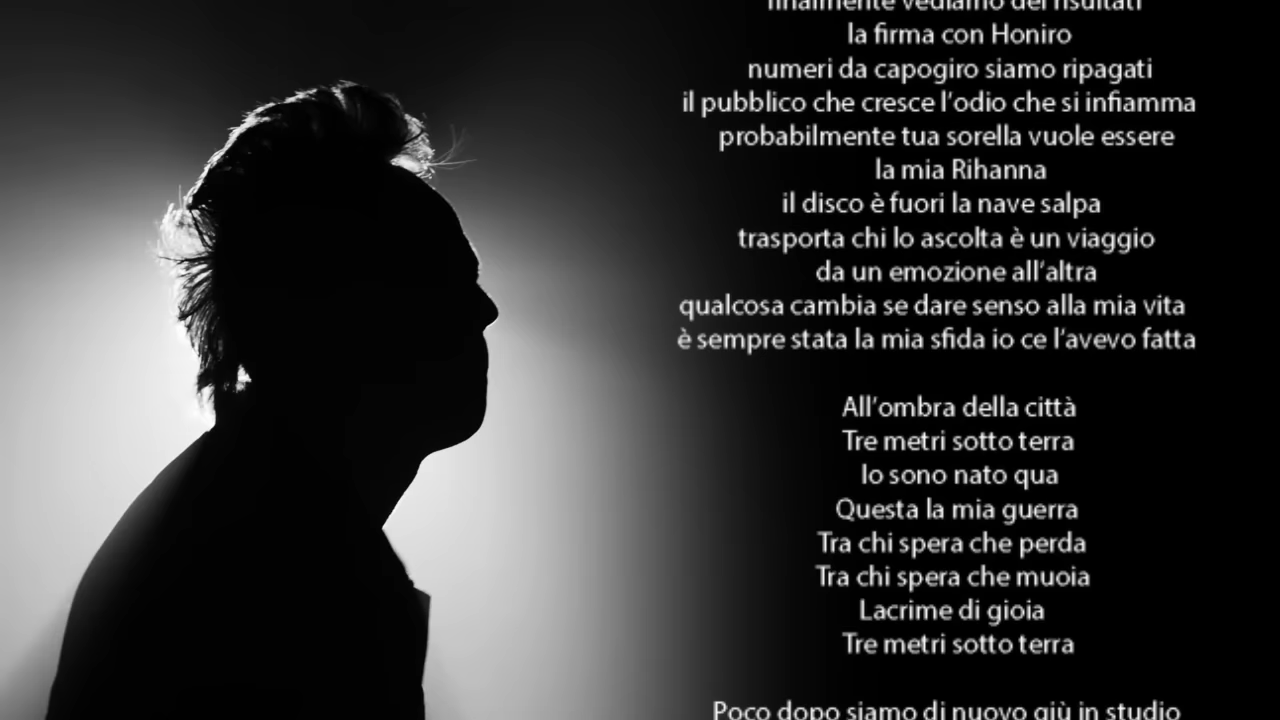 finalmente vediamo dei risultati
la firma con Honiro
numeri da capogiro siamo ripagati
il pubblico che cresce l'odio che si infiamma
probabilmente tua sorella vuole essere
la mia Rihanna
il disco è fuori la nave salpa
trasporta chi lo ascolta è un viaggio
da un emozione all'altra
qualcosa cambia se dare senso alla mia vita
è sempre stata la mia sfida io ce l'avevo fatta
All'ombra della città
Tre metri sotto terra
Io sono nato qua
Questa la mia guerra
Tra chi spera che perda
Tra chi spera che muoia
Lacrime di gioia
Tre metri sotto terra
Poco dopo siamo di nuovo giù in studio